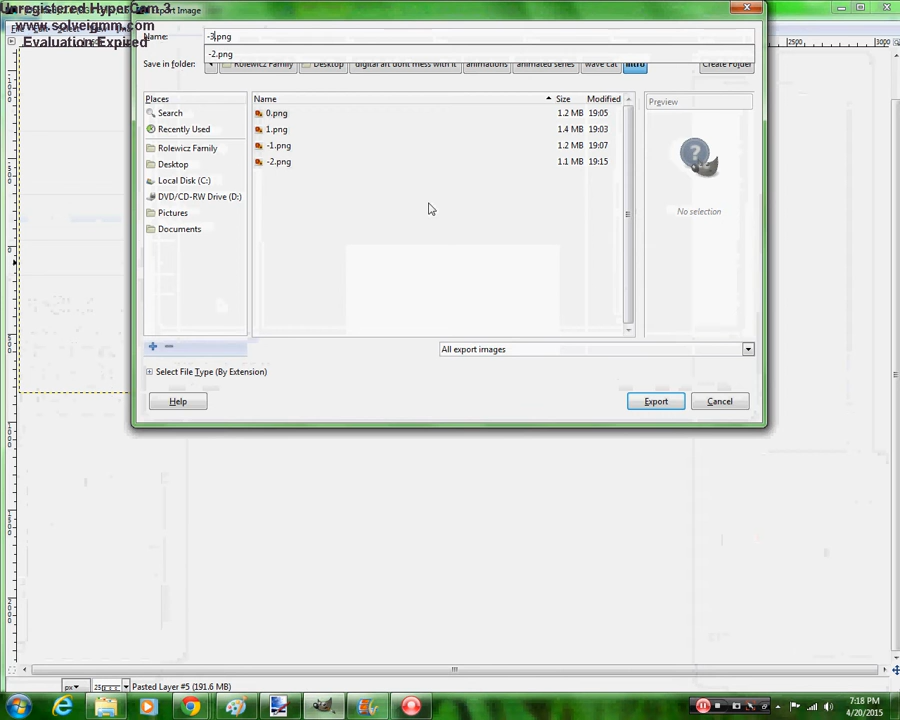 Unregistered HyperCam 3
www.solveigmm.com
Evaluation Expired
Export Image
Name: -3.png
-2.png
Save in folder: Rolewicz Family Desktop digital art dont mess with it animations animated series wave cat intro Create Folder
Places Name Size Modified Preview
Search
Recently Used
Rolewicz Family
Desktop
Local Disk (C:)
DVD/CD-RW Drive (D:)
Pictures
Documents
0.png 1.2 MB 19:05
1.png 1.4 MB 19:03
-1.png 1.2 MB 19:07
-2.png 1.1 MB 19:15
No selection
All export images
Select File Type (By Extension)
Help Export Cancel
2500 3000
px 25 Pasted Layer #5 (191.6 MB)
7:18 PM
4/20/2015